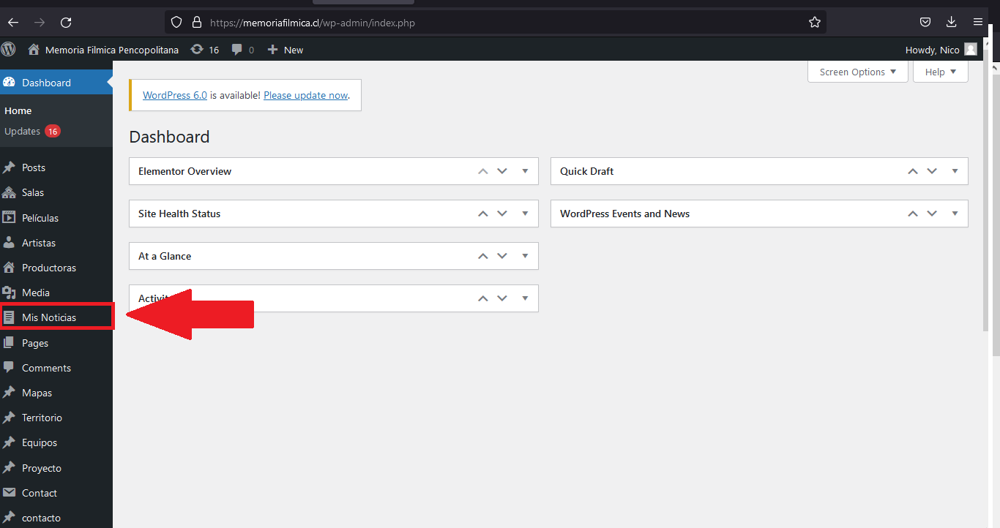 https://memoriafilmica.cl/wp-admin/index.php
Memoria Filmica Pencopolitana 16 0 New Howdy, Nico
Screen Options Help
Dashboard
Home
Updates 16
Posts
Salas
Películas
Artistas
Productoras
Media
Mis Noticias
Pages
Comments
Mapas
Territorio
Equipos
Proyecto
Contact
contacto
WordPress 6.0 is available! Please update now.
Dashboard
Elementor Overview
Site Health Status
At a Glance
Quick Draft
WordPress Events and News